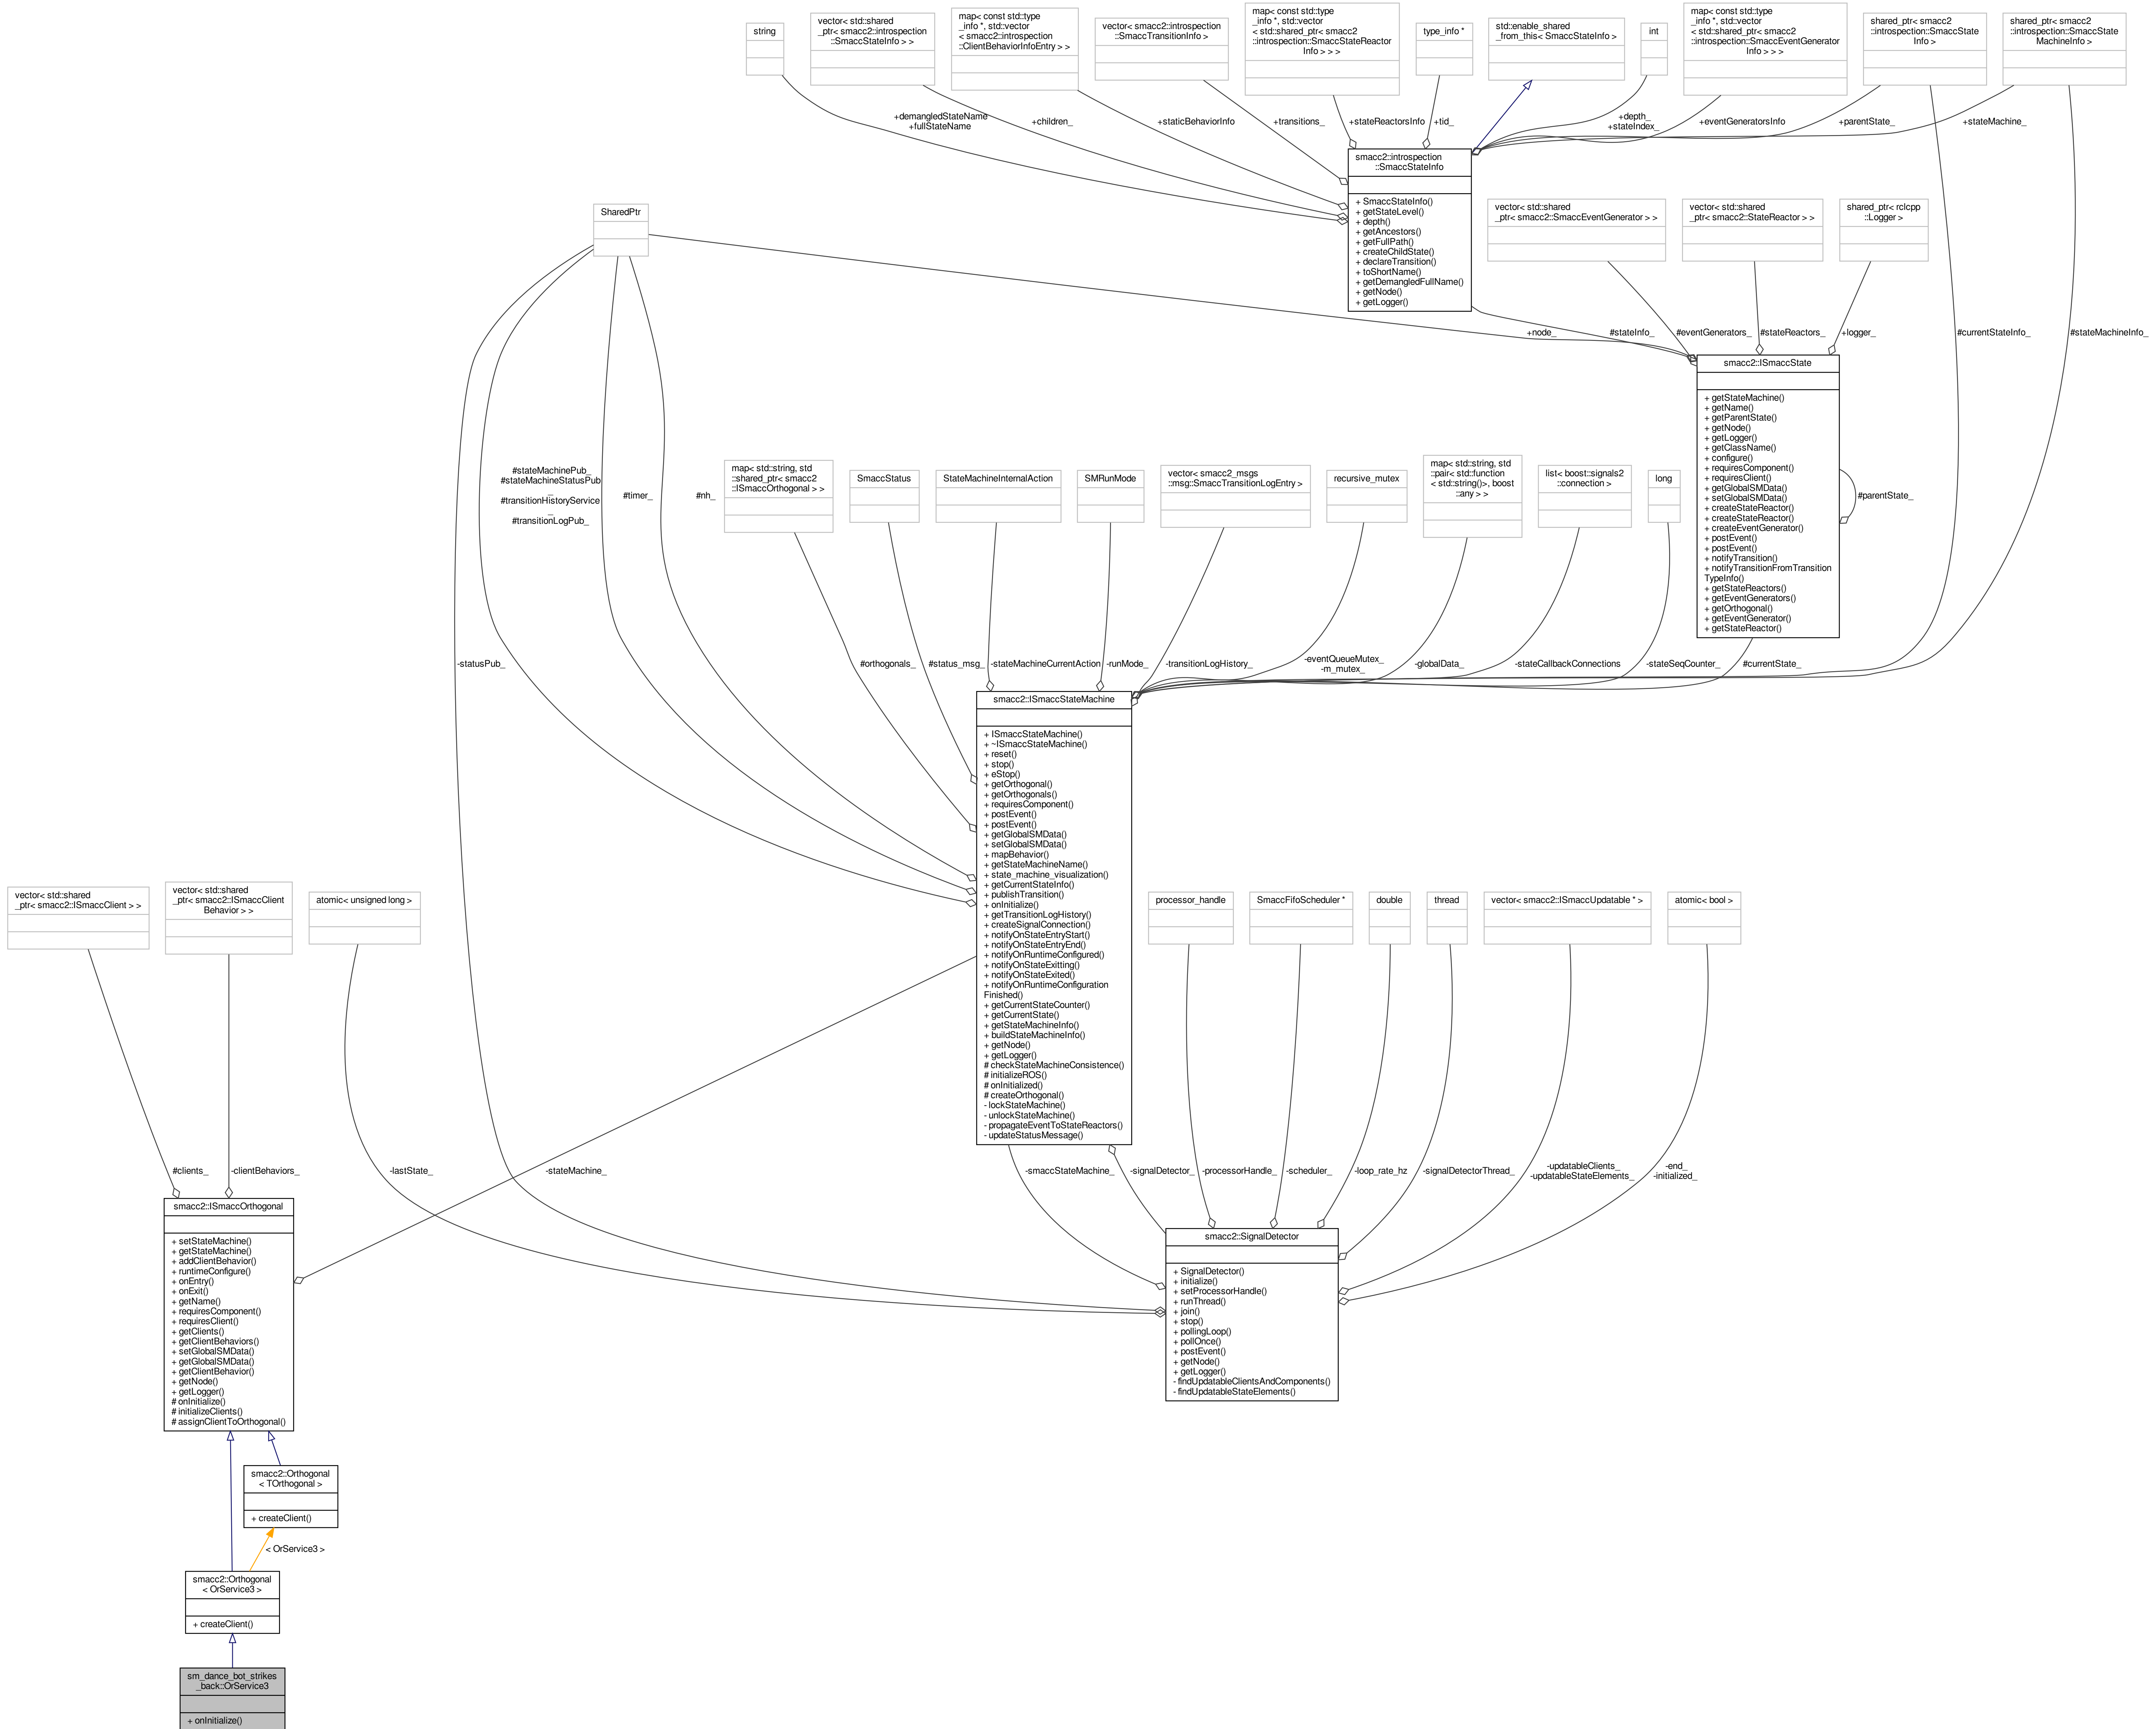 string
vector< std::shared
_ptr< smacc2::introspection
::SmaccStateInfo > >
map< const std::type
_info *, std::vector
< smacc2::introspection
::ClientBehaviorInfoEntry > >
vector< smacc2::introspection
::SmaccTransitionInfo >
map< const std::type
_info *, std::vector
< std::shared_ptr< smacc2
::introspection::SmaccStateReactor
Info > > >
type_info *
std::enable_shared
_from_this< SmaccStateInfo >
int
map< const std::type
_info *, std::vector
< std::shared_ptr< smacc2
::introspection::SmaccEventGenerator
Info > > >
shared_ptr< smacc2
::introspection::SmaccState
Info >
shared_ptr< smacc2
::introspection::SmaccState
MachineInfo >
+demangledStateName
+fullStateName
+children_
+staticBehaviorInfo
+transitions_
+stateReactorsInfo
+tid_
+depth_
+stateIndex_
+eventGeneratorsInfo
+parentState_
+stateMachine_
smacc2::introspection
::SmaccStateInfo
+ SmaccStateInfo()
+ getStateLevel()
+ depth()
+ getAncestors()
+ getFullPath()
+ createChildState()
+ declareTransition()
+ toShortName()
+ getDemangledFullName()
+ getNode()
+ getLogger()
SharedPtr
vector< std::shared
_ptr< smacc2::SmaccEventGenerator > >
vector< std::shared
_ptr< smacc2::StateReactor > >
shared_ptr< rclcpp
::Logger >
+node_
#stateInfo_
#eventGenerators_
#stateReactors_
+logger_
#currentStateInfo_
#stateMachineInfo_
smacc2::ISmaccState
+ getStateMachine()
+ getName()
+ getParentState()
+ getNode()
+ getLogger()
+ getClassName()
+ configure()
+ requiresComponent()
+ requiresClient()
+ getGlobalSMData()
+ setGlobalSMData()
+ createStateReactor()
+ createStateReactor()
+ createEventGenerator()
+ postEvent()
+ postEvent()
+ notifyTransition()
+ notifyTransitionFromTransition
TypeInfo()
+ getStateReactors()
+ getEventGenerators()
+ getOrthogonal()
+ getEventGenerator()
+ getStateReactor()
#parentState_
#stateMachinePub_
#stateMachineStatusPub
_
#transitionHistoryService
_
#transitionLogPub_
#timer_
#nh_
map< std::string, std
::shared_ptr< smacc2
::ISmaccOrthogonal > >
SmaccStatus
StateMachineInternalAction
SMRunMode
vector< smacc2_msgs
::msg::SmaccTransitionLogEntry >
recursive_mutex
map< std::string, std
::pair< std::function
< std::string()>, boost
::any > >
list< boost::signals2
::connection >
long
-statusPub_
#orthogonals_
#status_msg_
-stateMachineCurrentAction
-runMode_
-transitionLogHistory_
-eventQueueMutex_
-m_mutex_
-globalData_
-stateCallbackConnections
-stateSeqCounter_
#currentState_
smacc2::ISmaccStateMachine
+ ISmaccStateMachine()
+ ~ISmaccStateMachine()
+ reset()
+ stop()
+ eStop()
+ getOrthogonal()
+ getOrthogonals()
+ requiresComponent()
+ postEvent()
+ postEvent()
+ getGlobalSMData()
+ setGlobalSMData()
+ mapBehavior()
+ getStateMachineName()
+ state_machine_visualization()
+ getCurrentStateInfo()
+ publishTransition()
+ onInitialize()
+ getTransitionLogHistory()
+ createSignalConnection()
+ notifyOnStateEntryStart()
+ notifyOnStateEntryEnd()
+ notifyOnRuntimeConfigured()
+ notifyOnStateExitting()
+ notifyOnStateExited()
+ notifyOnRuntimeConfiguration
Finished()
+ getCurrentStateCounter()
+ getCurrentState()
+ getStateMachineInfo()
+ buildStateMachineInfo()
+ getNode()
+ getLogger()
# checkStateMachineConsistence()
# initializeROS()
# onInitialized()
# createOrthogonal()
- lockStateMachine()
- unlockStateMachine()
- propagateEventToStateReactors()
- updateStatusMessage()
vector< std::shared
_ptr< smacc2::ISmaccClient > >
vector< std::shared
_ptr< smacc2::ISmaccClient
Behavior > >
atomic< unsigned long >
processor_handle
SmaccFifoScheduler *
double
thread
vector< smacc2::ISmaccUpdatable * >
atomic< bool >
#clients_
-clientBehaviors_
-lastState_
-stateMachine_
-smaccStateMachine_
-signalDetector_
-processorHandle_
-scheduler_
-loop_rate_hz
-signalDetectorThread_
-updatableClients_
-updatableStateElements_
-end_
-initialized_
smacc2::ISmaccOrthogonal
+ setStateMachine()
+ getStateMachine()
+ addClientBehavior()
+ runtimeConfigure()
+ onEntry()
+ onExit()
+ getName()
+ requiresComponent()
+ requiresClient()
+ getClients()
+ getClientBehaviors()
+ setGlobalSMData()
+ getGlobalSMData()
+ getClientBehavior()
+ getNode()
+ getLogger()
# onInitialize()
# initializeClients()
# assignClientToOrthogonal()
smacc2::SignalDetector
+ SignalDetector()
+ initialize()
+ setProcessorHandle()
+ runThread()
+ join()
+ stop()
+ pollingLoop()
+ pollOnce()
+ postEvent()
+ getNode()
+ getLogger()
- findUpdatableClientsAndComponents()
- findUpdatableStateElements()
smacc2::Orthogonal
< TOrthogonal >
+ createClient()
< OrService3 >
smacc2::Orthogonal
< OrService3 >
+ createClient()
sm_dance_bot_strikes
_back::OrService3
+ onInitialize()